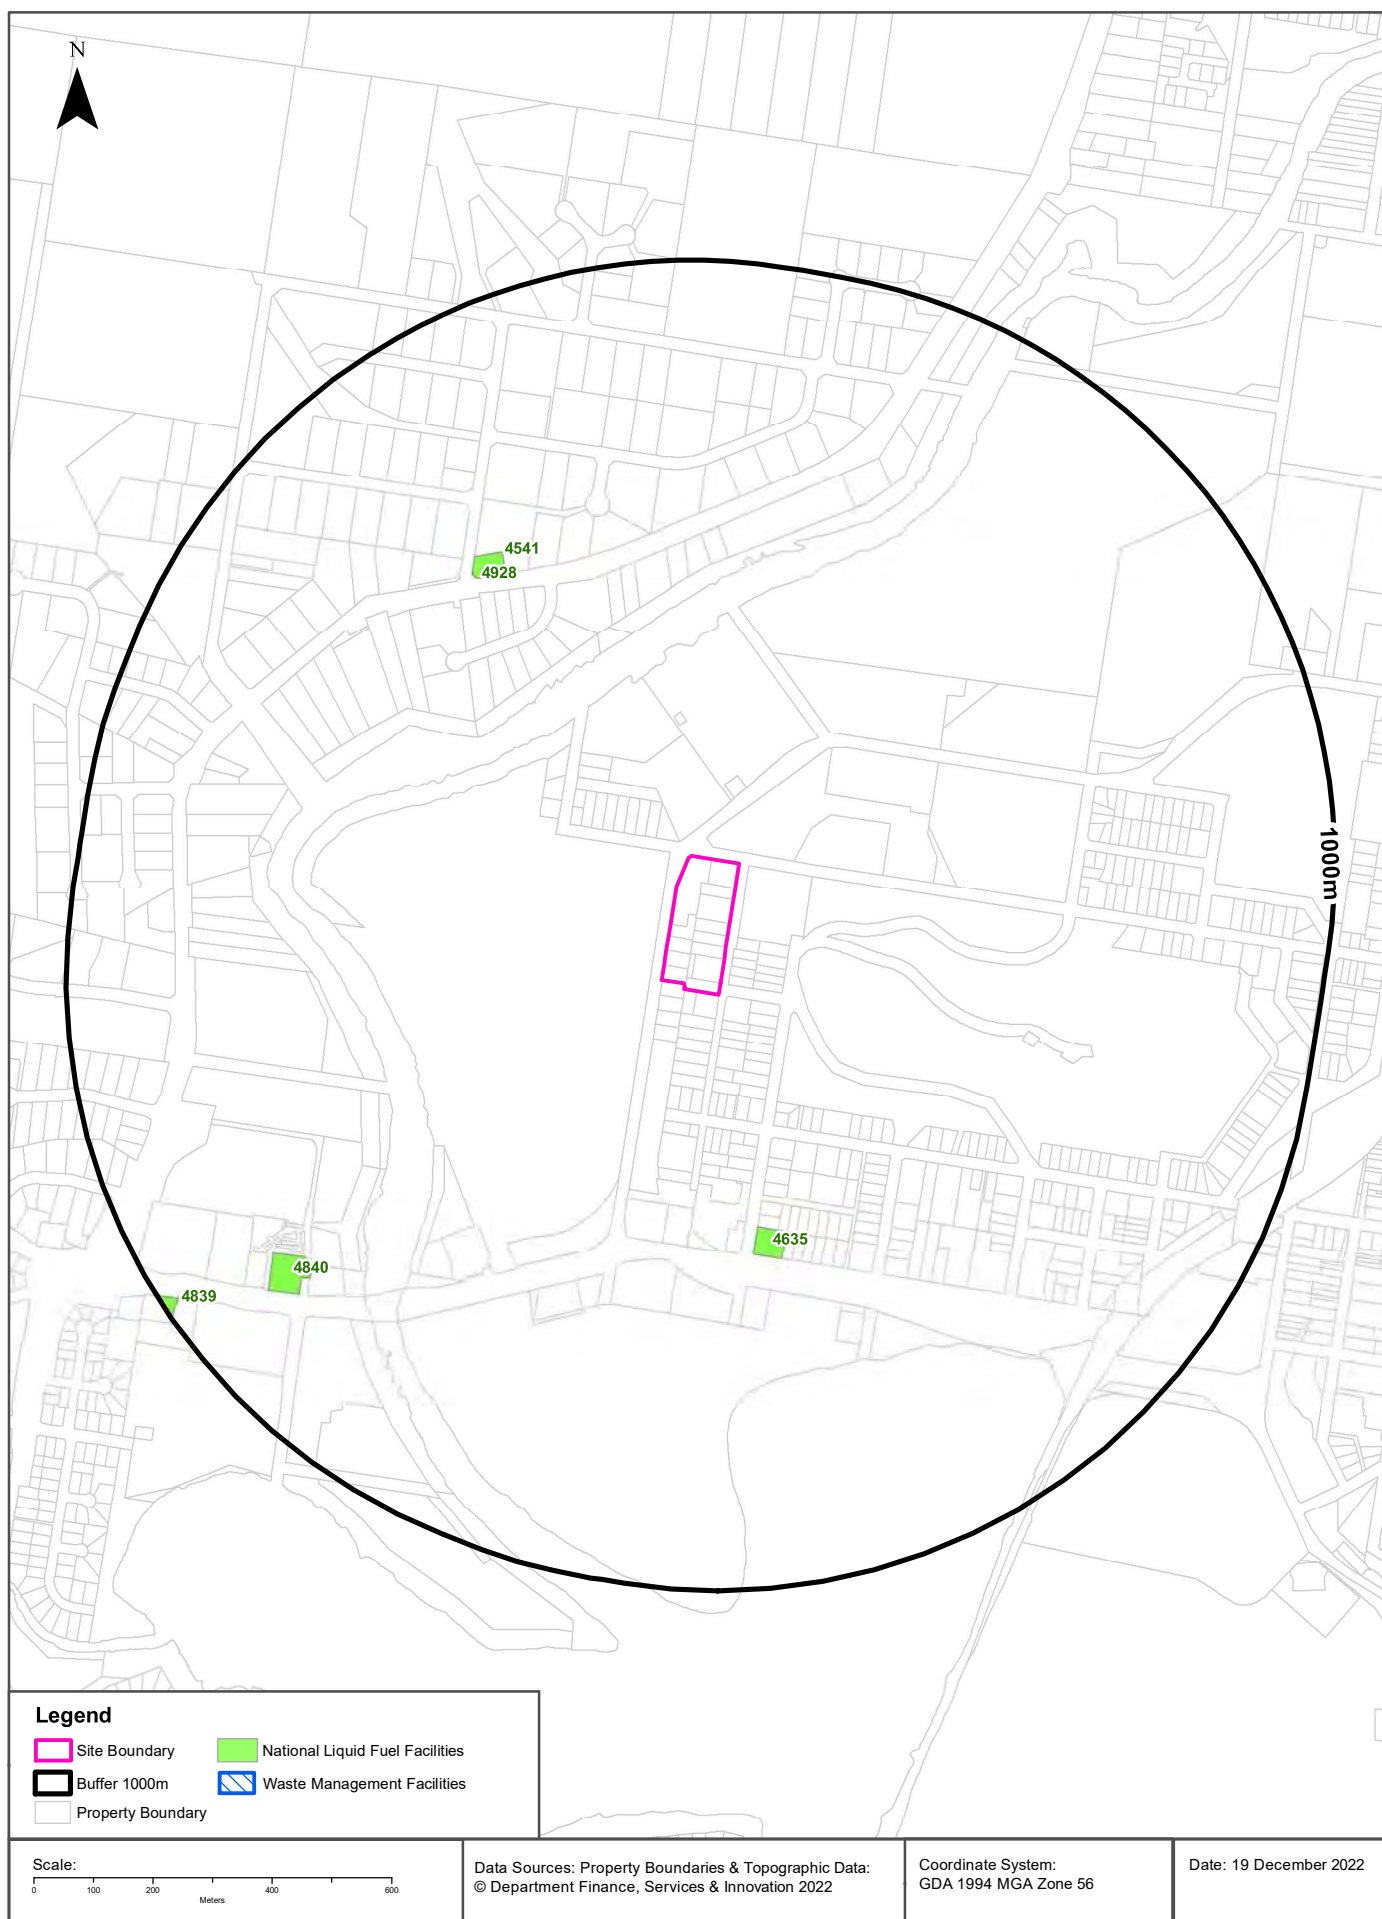 N
4541
4928
1000m
4635
4840
4839
Legend
Site Boundary
National Liquid Fuel Facilities
Buffer 1000m
Waste Management Facilities
Property Boundary
Scale:
0 100 200 400 600
Meters
Data Sources: Property Boundaries & Topographic Data:
© Department Finance, Services & Innovation 2022
Coordinate System:
GDA 1994 MGA Zone 56
Date: 19 December 2022